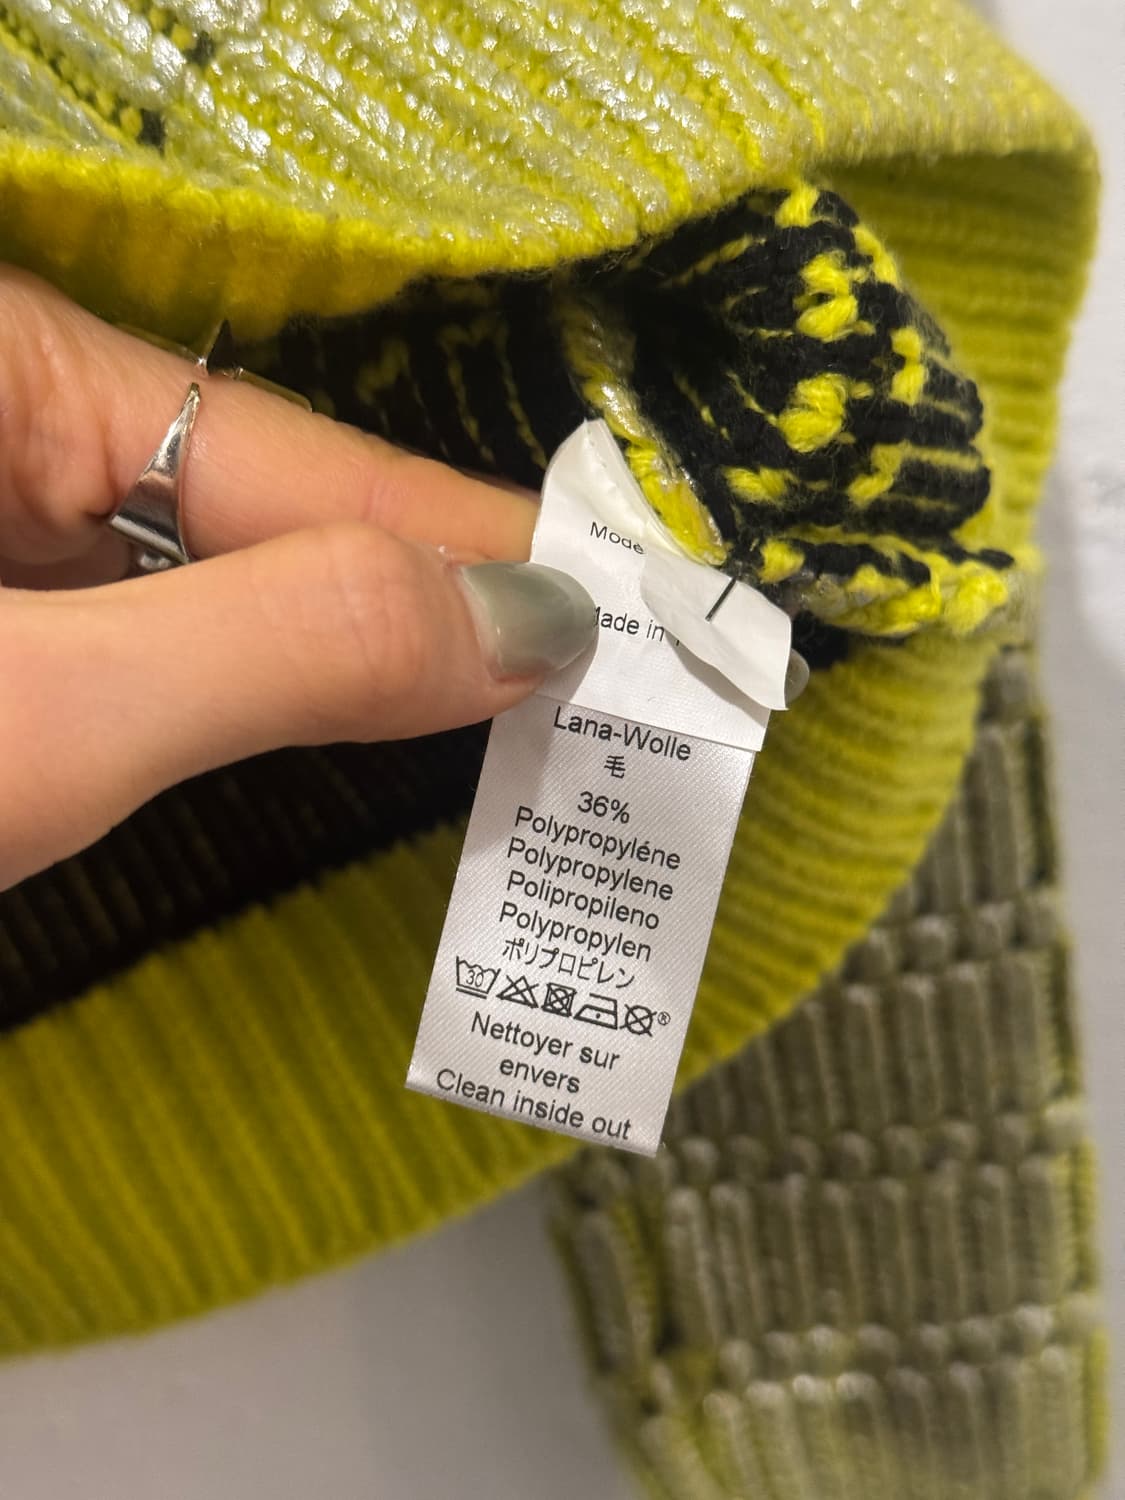 Made in
Lana-Wolle
毛
36%
Polypropyléne
Polypropylene
Polipropileno
Polypropylen
ポリプロピレン
30
®
Nettoyer sur
envers
Clean inside out